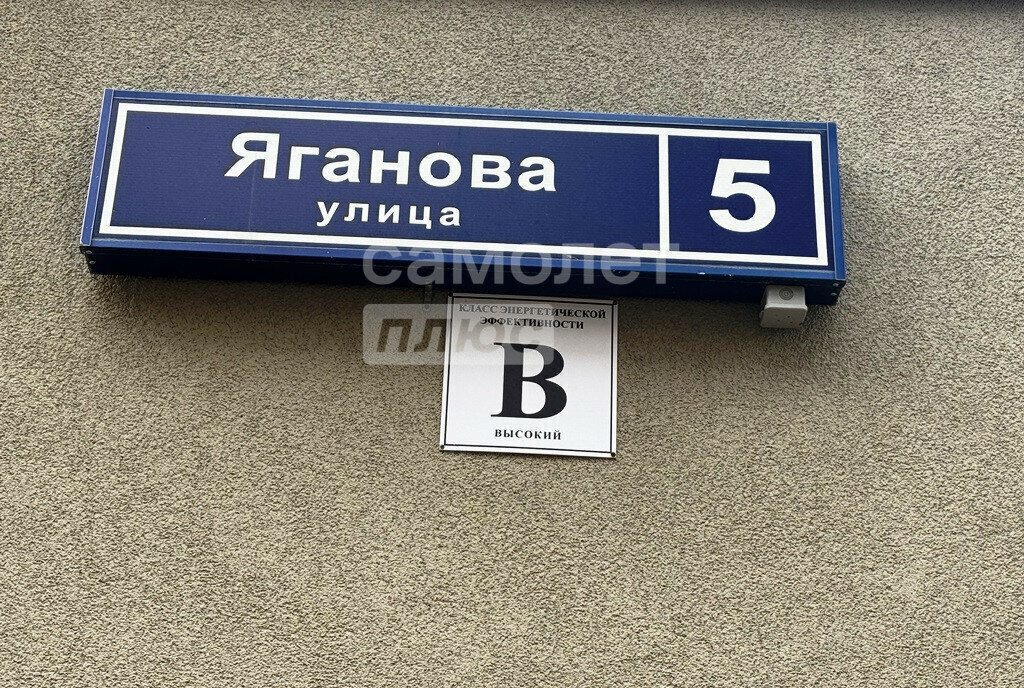 Яганова
улица
5
самолет
плюс
КЛАСС ЭНЕРГЕТИЧЕСКОЙ
ЭФФЕКТИВНОСТИ
В
ВЫСОКИЙ